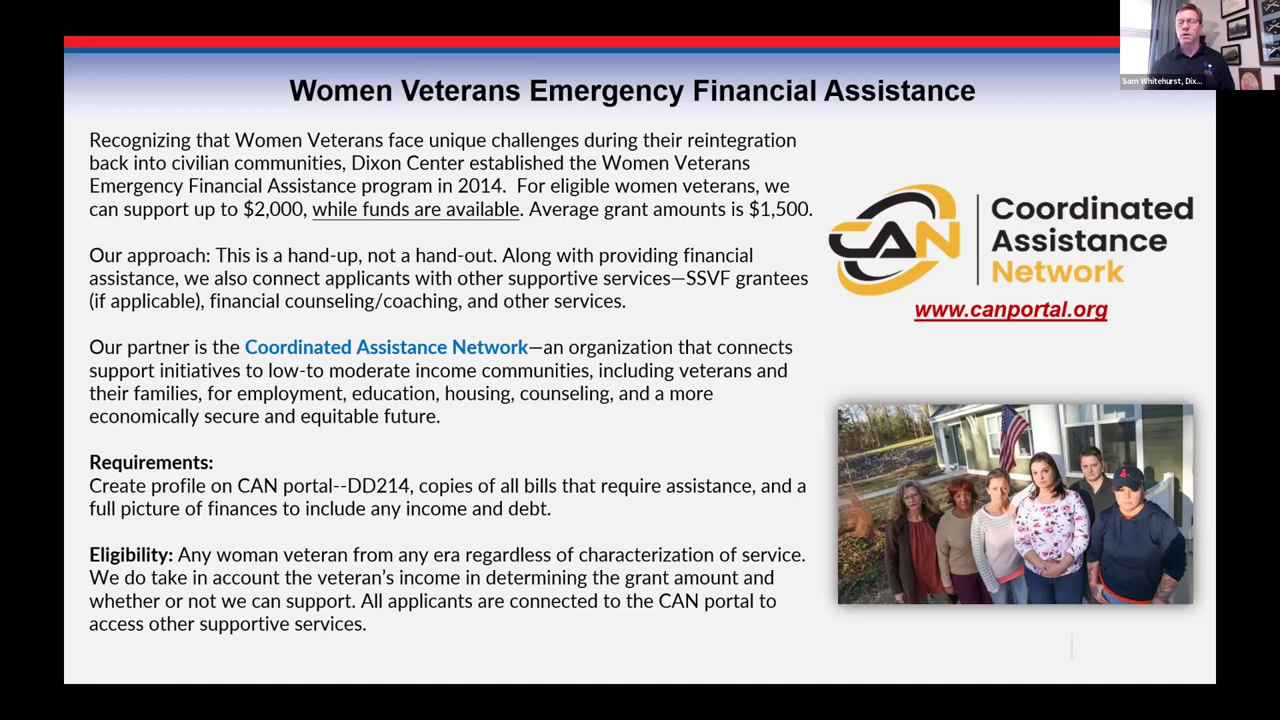 Sam Whitehurst, Dix...
Women Veterans Emergency Financial Assistance
Recognizing that Women Veterans face unique challenges during their reintegration
back into civilian communities, Dixon Center established the Women Veterans
Emergency Financial Assistance program in 2014.  For eligible women veterans, we
can support up to $2,000, while funds are available. Average grant amounts is $1,500.
Our approach: This is a hand-up, not a hand-out. Along with providing financial
assistance, we also connect applicants with other supportive services—SSVF grantees
(if applicable), financial counseling/coaching, and other services.
Our partner is the Coordinated Assistance Network—an organization that connects
support initiatives to low-to moderate income communities, including veterans and
their families, for employment, education, housing, counseling, and a more
economically secure and equitable future.
Requirements:
Create profile on CAN portal--DD214, copies of all bills that require assistance, and a
full picture of finances to include any income and debt.
Eligibility: Any woman veteran from any era regardless of characterization of service.
We do take in account the veteran's income in determining the grant amount and
whether or not we can support. All applicants are connected to the CAN portal to
access other supportive services.
CAN
Coordinated
Assistance
Network
www.canportal.org